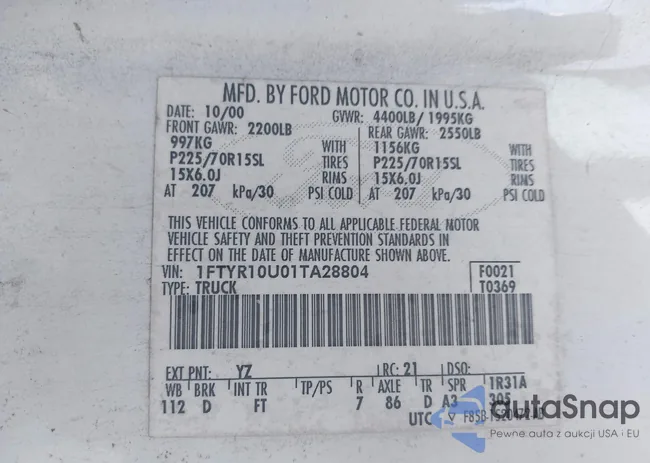 MFD. BY FORD MOTOR CO. IN U.S.A.
DATE: 10/00 GVWR: 4400LB/ 1995KG
FRONT GAWR: 2200LB REAR GAWR: 2550LB
997KG WITH 1156KG WITH
P225/70R15SL TIRES P225/70R15SL TIRES
15X6.0J RIMS 15X6.0J RIMS
AT 207 kPa/30 PSI COLD AT 207 kPa/30 PSI COLD
THIS VEHICLE CONFORMS TO ALL APPLICABLE FEDERAL MOTOR
VEHICLE SAFETY AND THEFT PREVENTION STANDARDS IN
EFFECT ON THE DATE OF MANUFACTURE SHOWN ABOVE.
VIN: 1FTYR10U01TA28804 F0021
TYPE: TRUCK T0369
EXT PNT: YZ RC: 21 DSO:
WB BRK INT TR TP/PS R AXLE TR SPR 1R31A
112 D FT 7 86 D A3 305
UTC
AutoSnap
Pewne auta z aukcji USA i EU